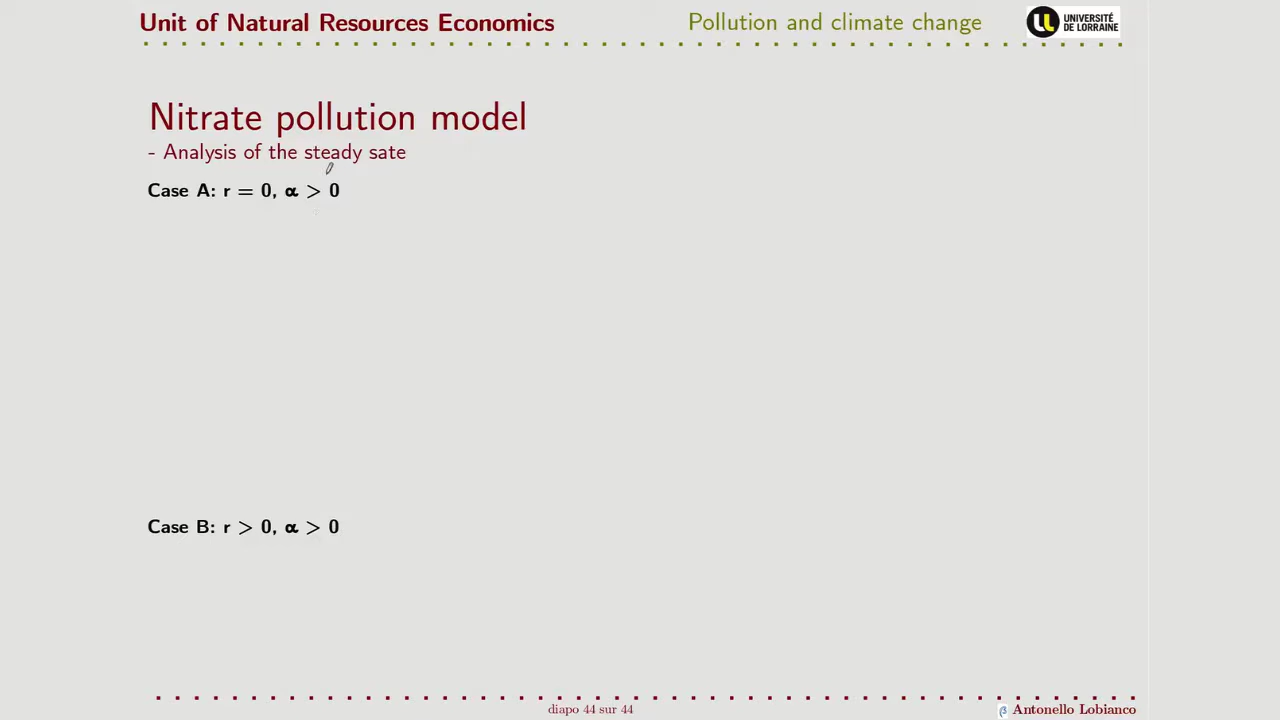 Unit of Natural Resources Economics
Pollution and climate change
UNIVERSITÉ
DE LORRAINE
Nitrate pollution model
- Analysis of the steady sate
Case A: r = 0, α > 0
Case B: r > 0, α > 0
diapo 44 sur 44
β Antonello Lobianco